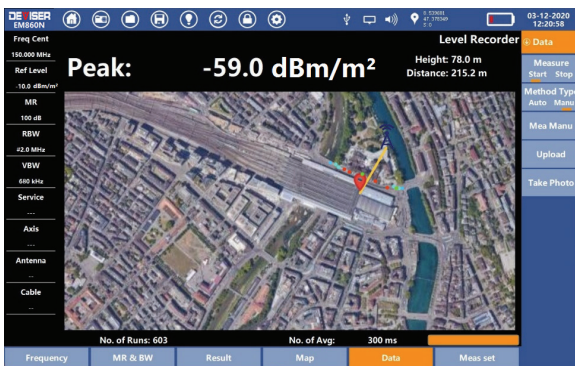 DEVISER
EM860N
8.539681
47.379349
03-12-2020
12:20:58
Freq Cent
150.000 MHz
Ref Level
-10.0 dBm/m²
MR
100 dB
RBW
#2.0 MHz
VBW
680 kHz
Service
---
Axis
---
Antenna
--
Cable
--
Level Recorder
Peak: -59.0 dBm/m²
Height: 78.0 m
Distance: 215.2 m
Data
Measure
Start Stop
Method Type
Auto Manu
Mea Manu
Upload
Take Photo
No. of Runs: 603 No. of Avg: 300 ms
Frequency MR & BW Result Map Data Meas set